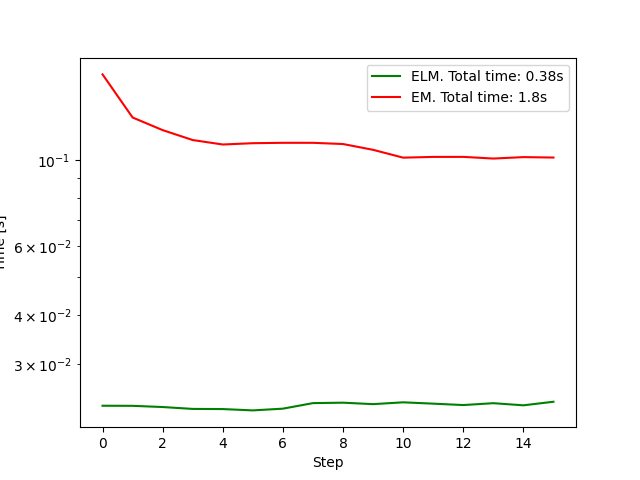 ELM. Total time: 0.38s
EM. Total time: 1.8s
10⁻¹
6 × 10⁻²
4 × 10⁻²
3 × 10⁻²
[s]
0 2 4 6 8 10 12 14
Step